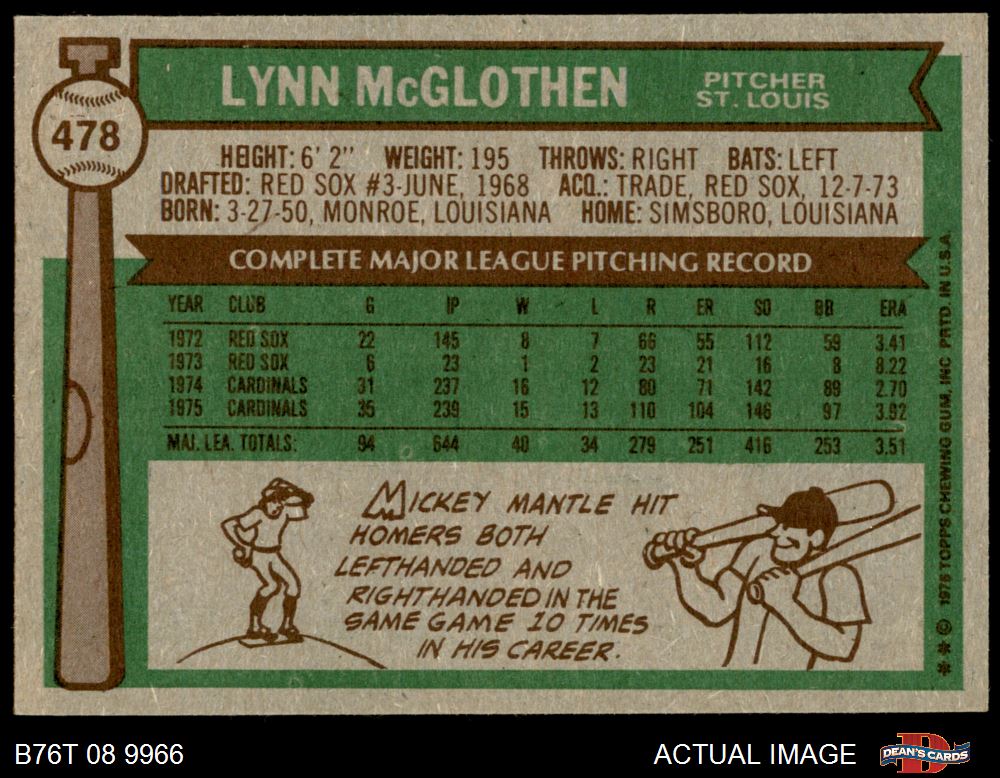 478
LYNN McGLOTHEN
PITCHER
ST. LOUIS
HEIGHT: 6' 2" WEIGHT: 195 THROWS: RIGHT BATS: LEFT
DRAFTED: RED SOX #3-JUNE, 1968 ACQ.: TRADE, RED SOX, 12-7-73
BORN: 3-27-50, MONROE, LOUISIANA HOME: SIMSBORO, LOUISIANA
COMPLETE MAJOR LEAGUE PITCHING RECORD
YEAR CLUB G IP W L R ER SO BB ERA
1972 RED SOX 22 145 8 7 66 55 112 59 3.41
1973 RED SOX 6 23 1 2 23 21 16 8 8.22
1974 CARDINALS 31 237 16 12 80 71 142 89 2.70
1975 CARDINALS 35 239 15 13 110 104 146 97 3.92
MAJ. LEA. TOTALS: 94 644 40 34 279 251 416 253 3.51
MICKEY MANTLE HIT
HOMERS BOTH
LEFTHANDED AND
RIGHTHANDED IN THE
SAME GAME 10 TIMES
IN HIS CAREER.
** © 1976 TOPPS CHEWING GUM, INC. PRTD. IN U.S.A.
B76T 08 9966
ACTUAL IMAGE
DEAN'S CARDS